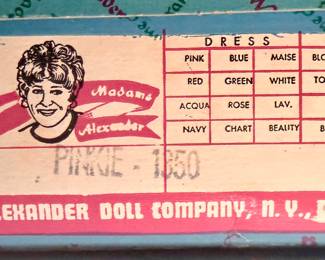 Madame
Alexander
DRESS
PINK BLUE MAISE
RED GREEN WHITE
ACQUA ROSE LAV.
NAVY CHART BEAUTY
PINKIE - 1350
LEXANDER DOLL COMPANY, N. Y.,